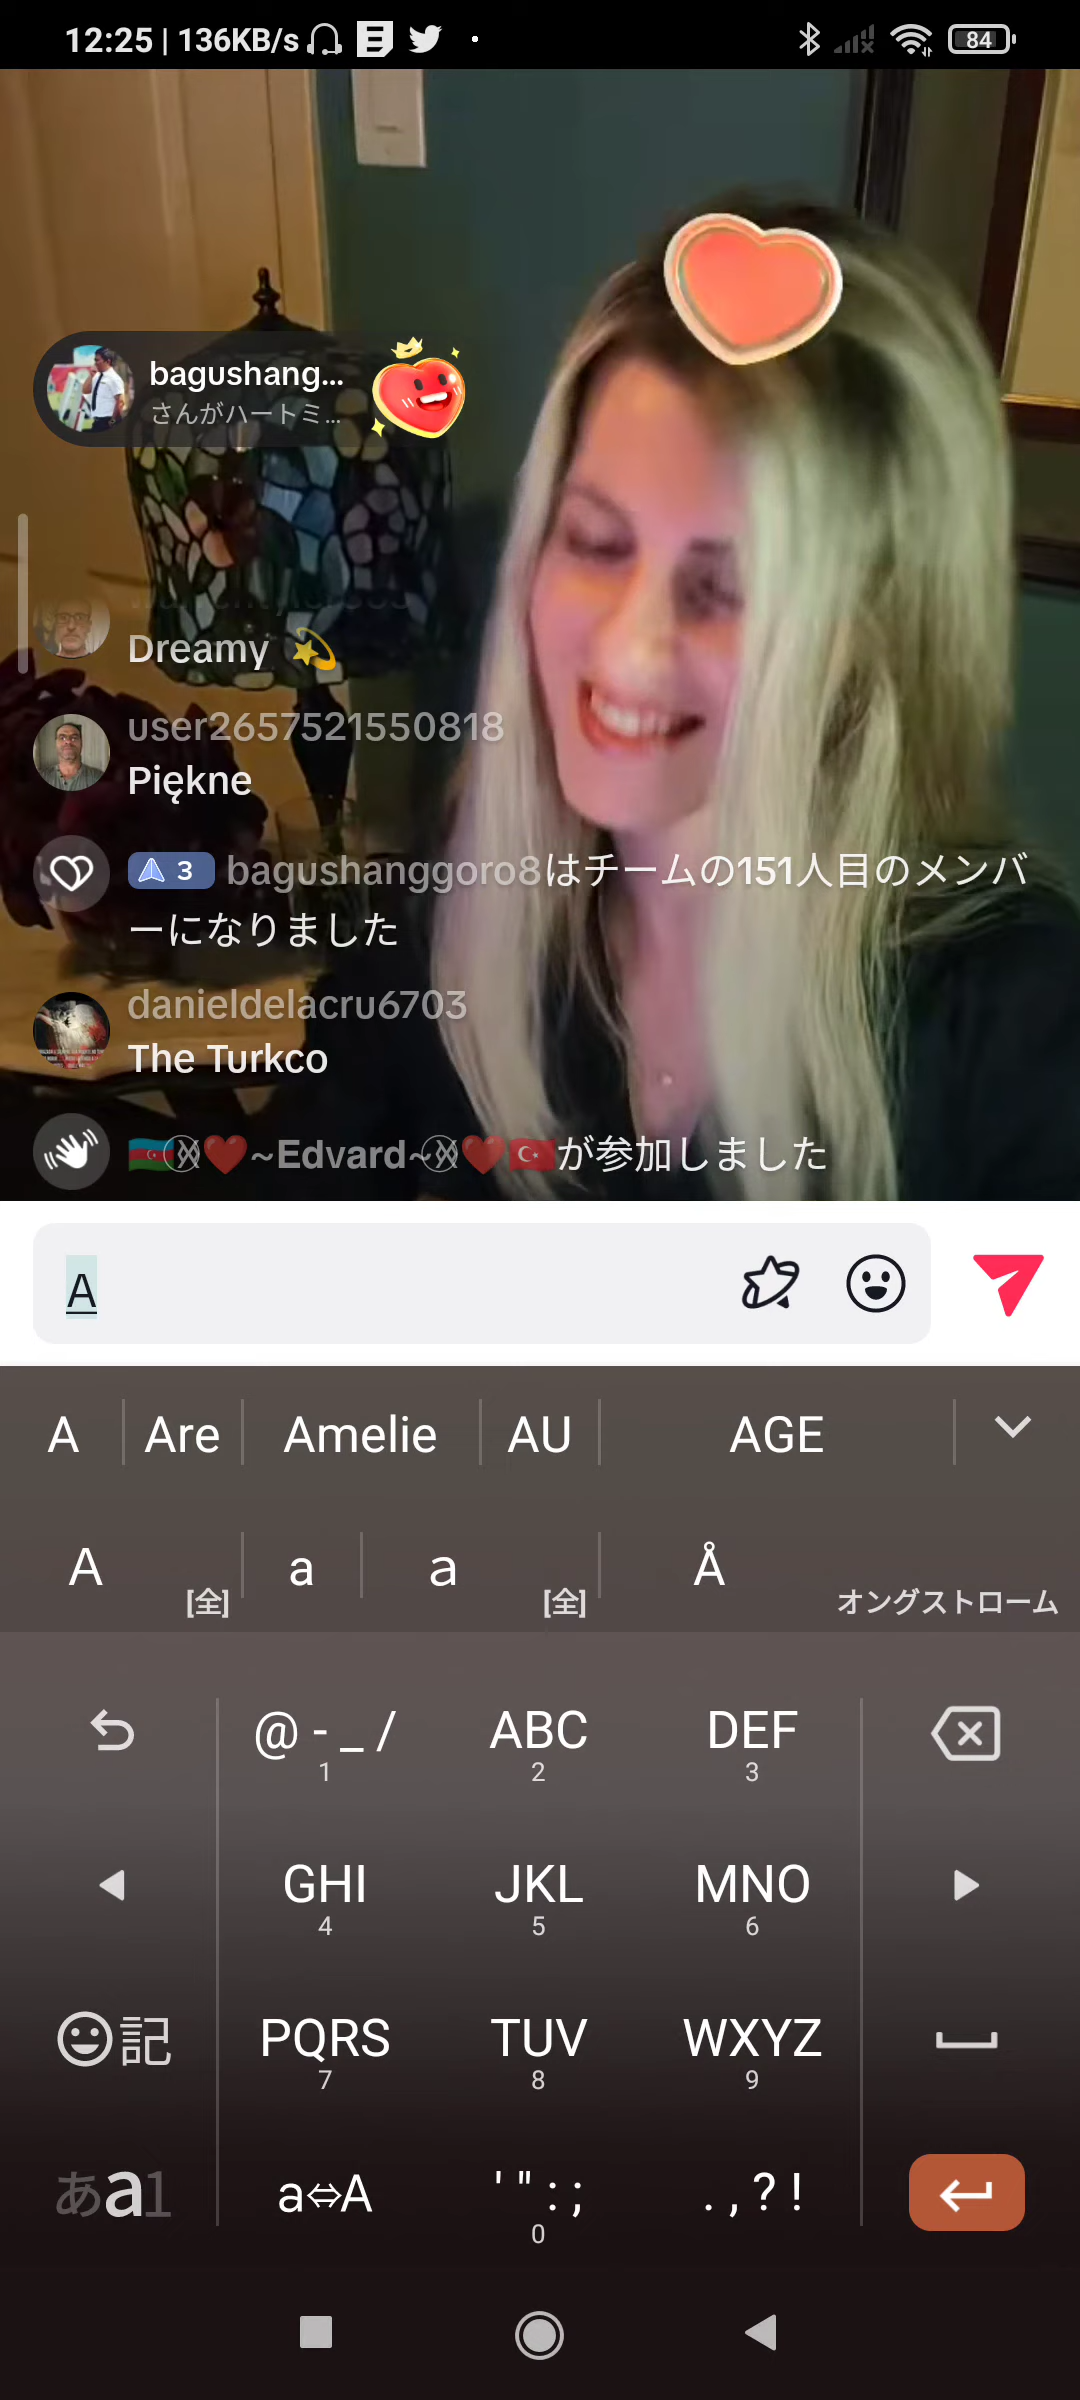 12:25 | 136KB/s
84
bagushang...
さんがハートミ...
Dreamy 💫
user2657521550818
Piękne
3 bagushanggoro8はチームの151人目のメンバ
ーになりました
danieldelacru6703
The Turkco
🇦🇿❤️~Edvard~❤️🇹🇷が参加しました
A
A Are Amelie AU AGE
A [全] a a [全] Å オングストローム
@ - _ / ABC DEF
1 2 3
GHI JKL MNO
4 5 6
記 PQRS TUV WXYZ
7 8 9
あa1 a⇔A ' " : ; . , ? !
0